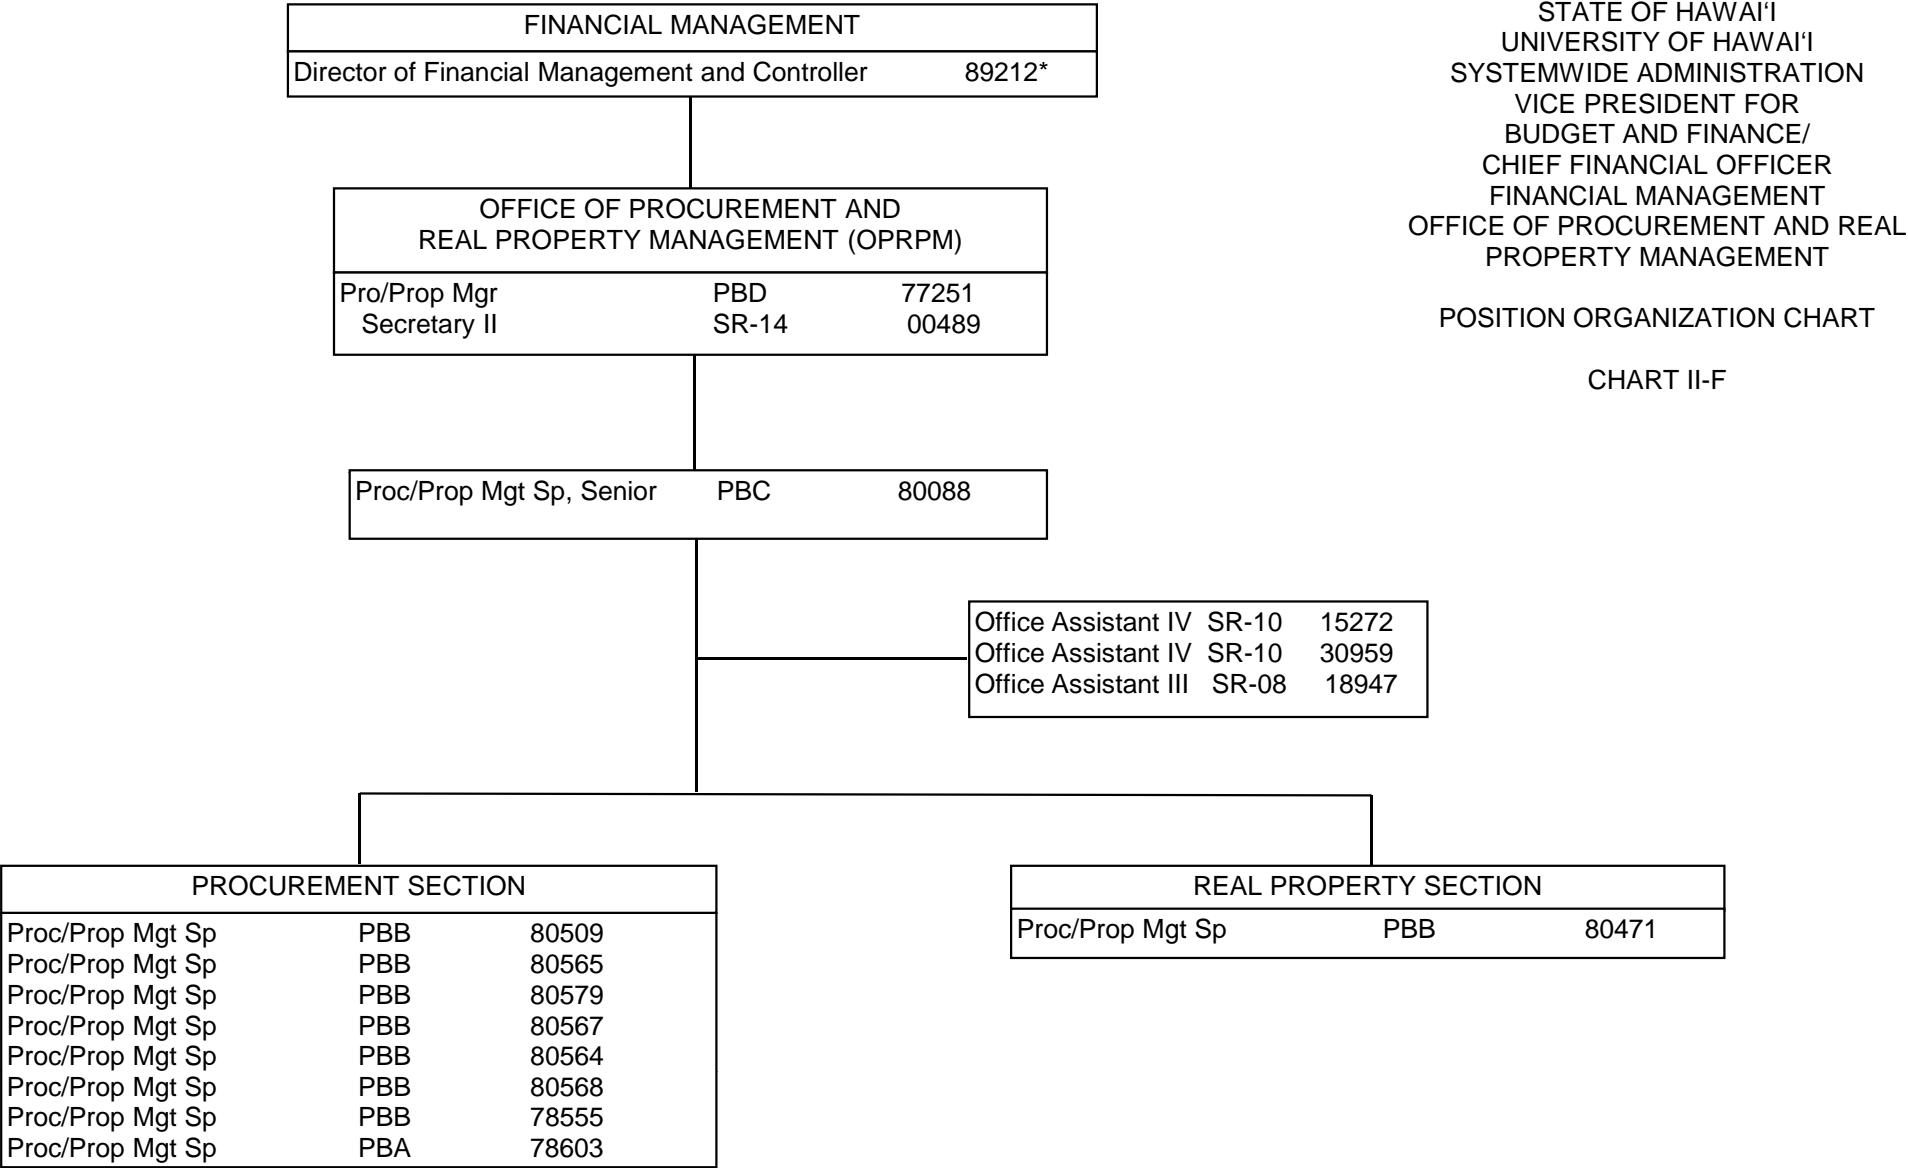 FINANCIAL MANAGEMENT
Director of Financial Management and Controller 89212*
STATE OF HAWAI‘I
UNIVERSITY OF HAWAI‘I
SYSTEMWIDE ADMINISTRATION
VICE PRESIDENT FOR
BUDGET AND FINANCE/
CHIEF FINANCIAL OFFICER
FINANCIAL MANAGEMENT
OFFICE OF PROCUREMENT AND REAL
PROPERTY MANAGEMENT
POSITION ORGANIZATION CHART
CHART II-F
OFFICE OF PROCUREMENT AND
REAL PROPERTY MANAGEMENT (OPRPM)
Pro/Prop Mgr PBD 77251
Secretary II SR-14 00489
Proc/Prop Mgt Sp, Senior PBC 80088
Office Assistant IV SR-10 15272
Office Assistant IV SR-10 30959
Office Assistant III SR-08 18947
PROCUREMENT SECTION
Proc/Prop Mgt Sp PBB 80509
Proc/Prop Mgt Sp PBB 80565
Proc/Prop Mgt Sp PBB 80579
Proc/Prop Mgt Sp PBB 80567
Proc/Prop Mgt Sp PBB 80564
Proc/Prop Mgt Sp PBB 80568
Proc/Prop Mgt Sp PBB 78555
Proc/Prop Mgt Sp PBA 78603
REAL PROPERTY SECTION
Proc/Prop Mgt Sp PBB 80471